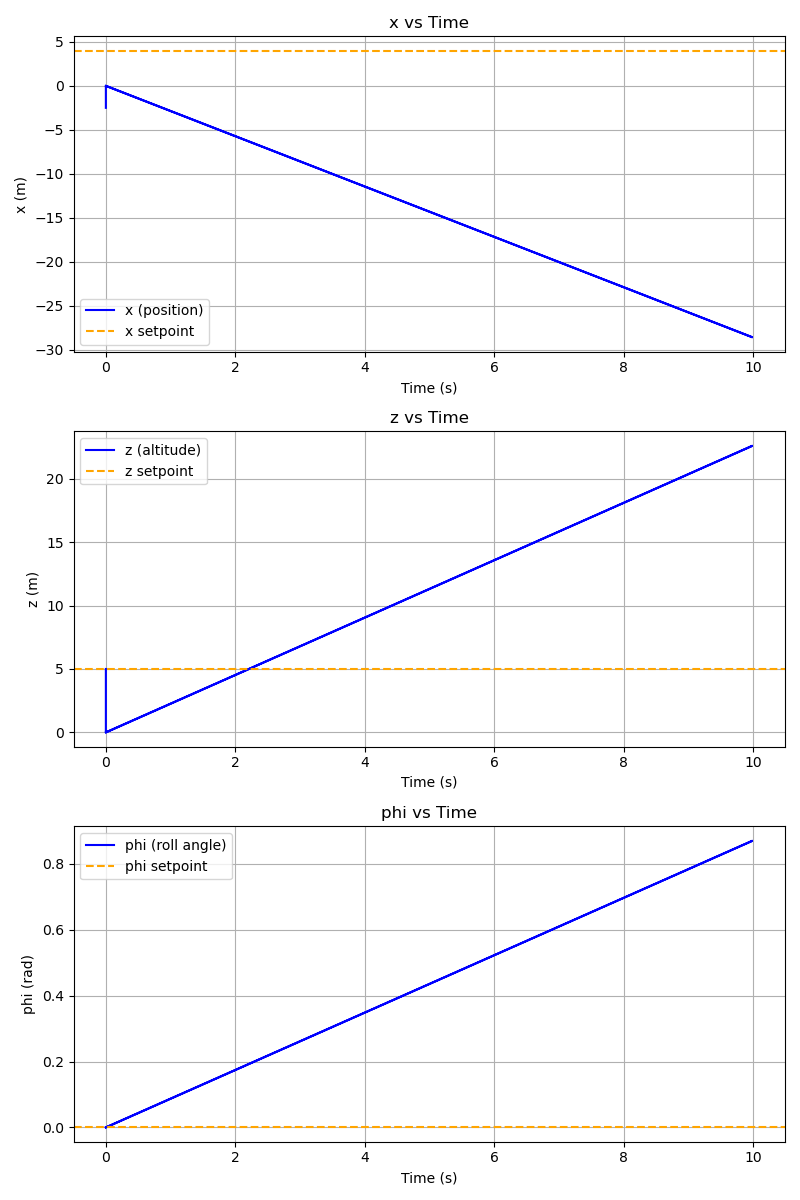 x vs Time
5
0
−5
−10
−15
−20
−25
−30
x (m)
x (position)
x setpoint
0 2 4 6 8 10
Time (s)
z vs Time
20
15
10
5
0
z (m)
z (altitude)
z setpoint
0 2 4 6 8 10
Time (s)
phi vs Time
0.8
0.6
0.4
0.2
0.0
phi (rad)
phi (roll angle)
phi setpoint
0 2 4 6 8 10
Time (s)